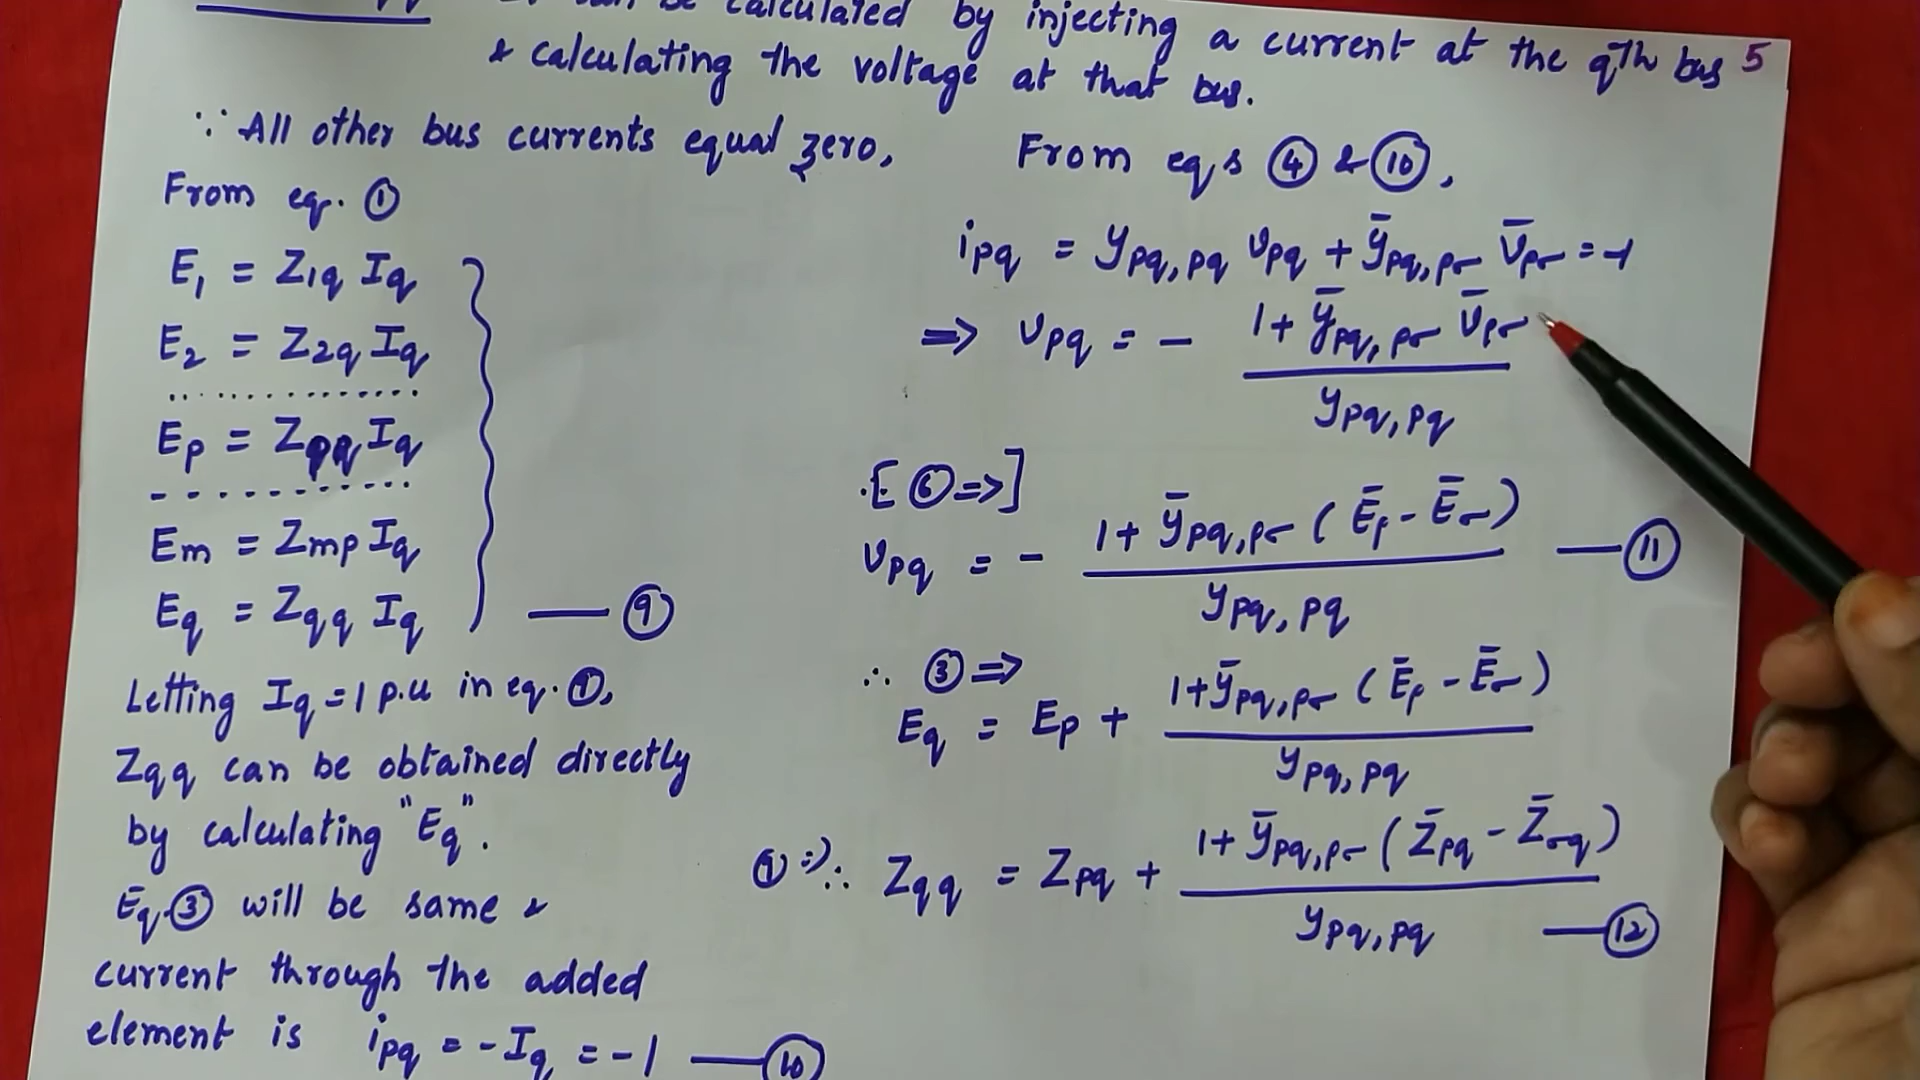 can be calculated by injecting a current at the qth bus 5
& calculating the voltage at that bus.
∵ All other bus currents equal zero,
From eq. ①
E₁ = Z₁q Iq
E₂ = Z₂q Iq
..............
Ep = Zpq Iq
- - - - - - - - - -
Em = Zmp Iq
Eq = Zqq Iq —— ⑨
Letting Iq = 1 p.u in eq. ①,
Zqq can be obtained directly
by calculating "Eq".
Eq. ③ will be same &
current through the added
element is ipq = - Iq = - 1 —— ⑩
From eqs ④ & ⑩,
ipq = ypq,pq vpq + ȳpq,ρσ v̄ρσ = -1
=> vpq = - (1 + ȳpq,ρσ v̄ρσ) / ypq,pq
[⑥ =>]
vpq = - (1 + ȳpq,ρσ (Ēρ - Ēσ)) / ypq,pq —— ⑪
∴ ③ =>
Eq = Ep + (1 + ȳpq,ρσ (Ēρ - Ēσ)) / ypq,pq
① => ∴ Zqq = Zpq + (1 + ȳpq,ρσ (Z̄ρq - Z̄σq)) / ypq,pq —— ⑫